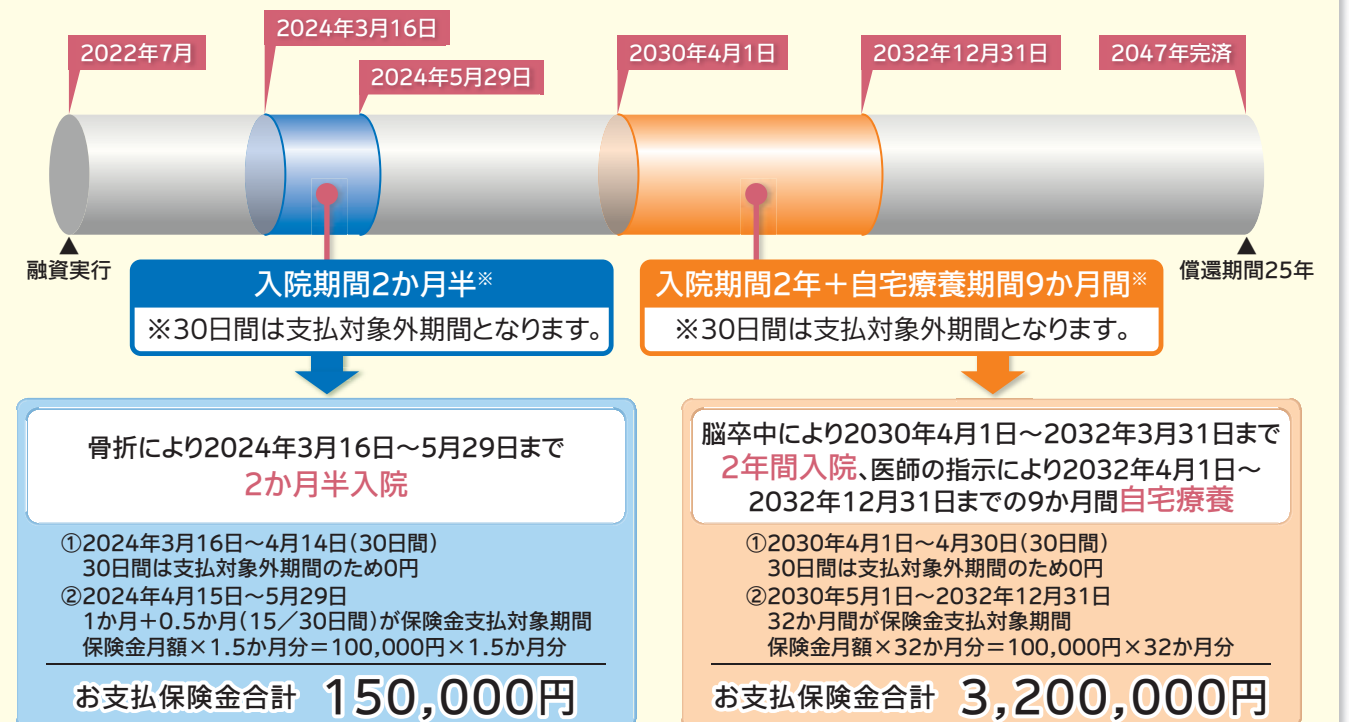 2022年7月
2024年3月16日
2024年5月29日
2030年4月1日
2032年12月31日
2047年完済
融資実行
償還期間25年
入院期間2か月半※
※30日間は支払対象外期間となります。
入院期間2年＋自宅療養期間9か月間※
※30日間は支払対象外期間となります。
骨折により2024年3月16日～5月29日まで
2か月半入院
①2024年3月16日～4月14日（30日間）
30日間は支払対象外期間のため0円
②2024年4月15日～5月29日
1か月＋0.5か月（15／30日間）が保険金支払対象期間
保険金月額×1.5か月分＝100,000円×1.5か月分
お支払保険金合計 150,000円
脳卒中により2030年4月1日～2032年3月31日まで
2年間入院、医師の指示により2032年4月1日～
2032年12月31日までの9か月間自宅療養
①2030年4月1日～4月30日（30日間）
30日間は支払対象外期間のため0円
②2030年5月1日～2032年12月31日
32か月間が保険金支払対象期間
保険金月額×32か月分＝100,000円×32か月分
お支払保険金合計 3,200,000円